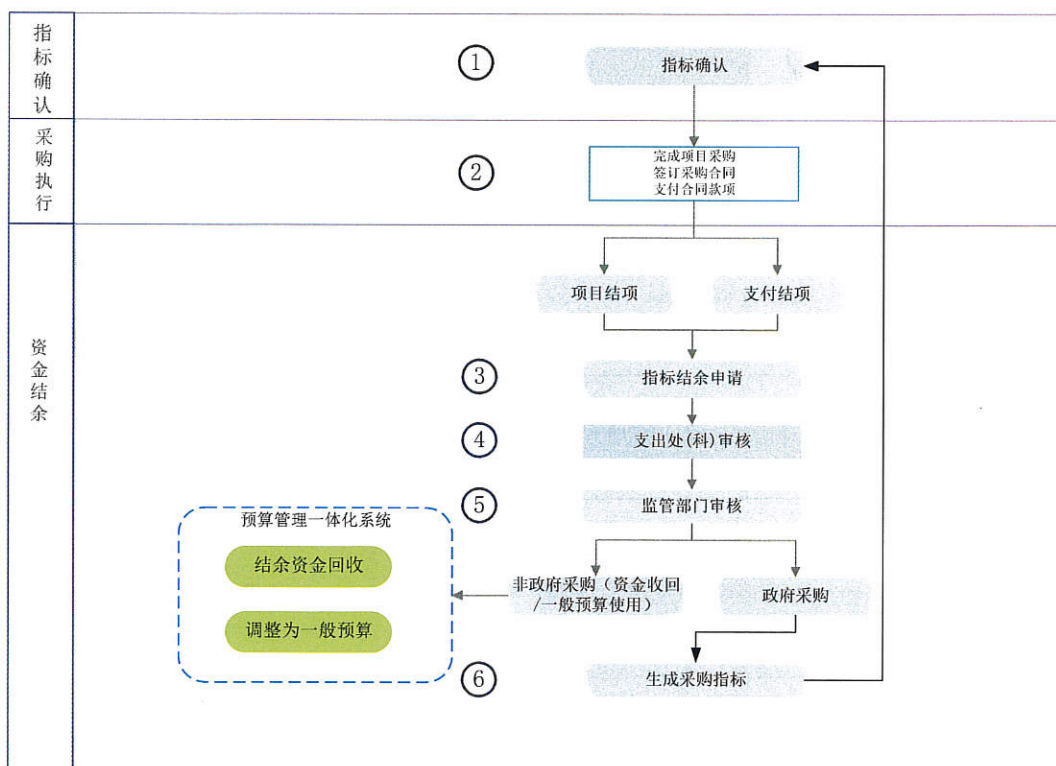 指标确认
① 指标确认
采购执行
② 完成项目采购
签订采购合同
支付合同款项
资金结余
项目结项 支付结项
③ 指标结余申请
④ 支出处(科)审核
⑤ 监管部门审核
预算管理一体化系统
结余资金回收
调整为一般预算
非政府采购（资金收回
/一般预算使用）
政府采购
⑥ 生成采购指标